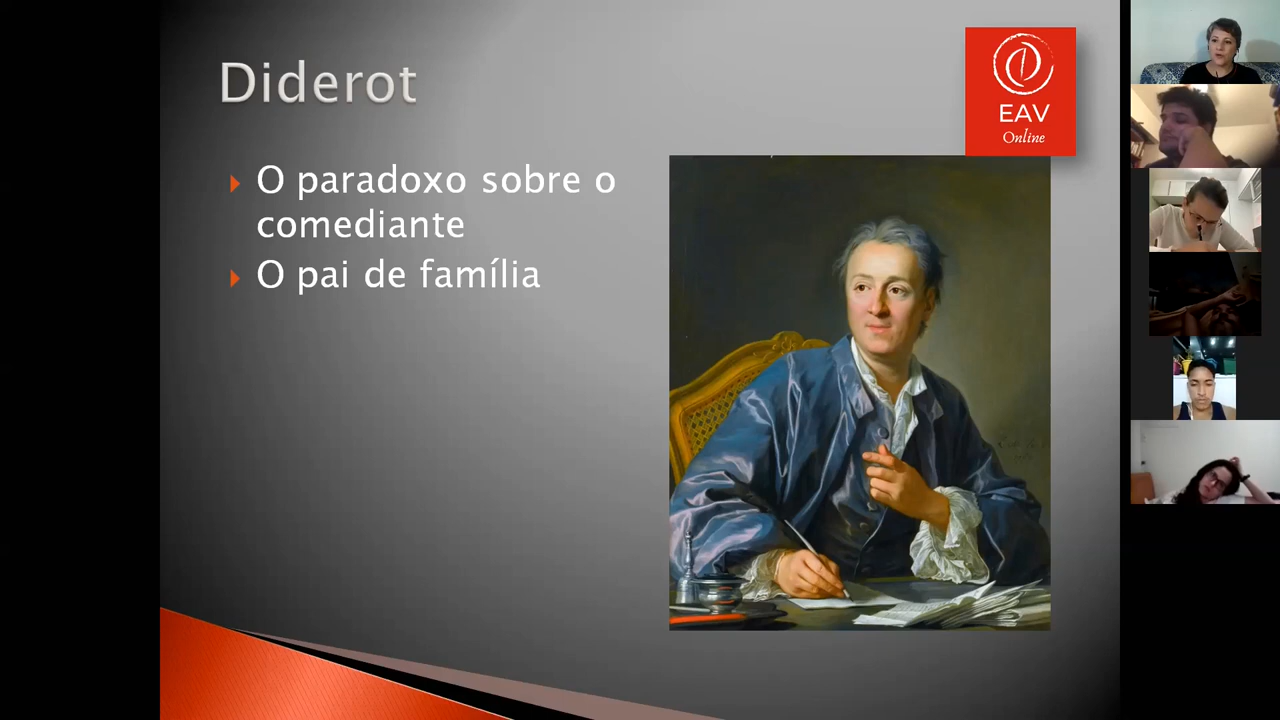 Diderot
EAV
Online
O paradoxo sobre o
comediante
O pai de família